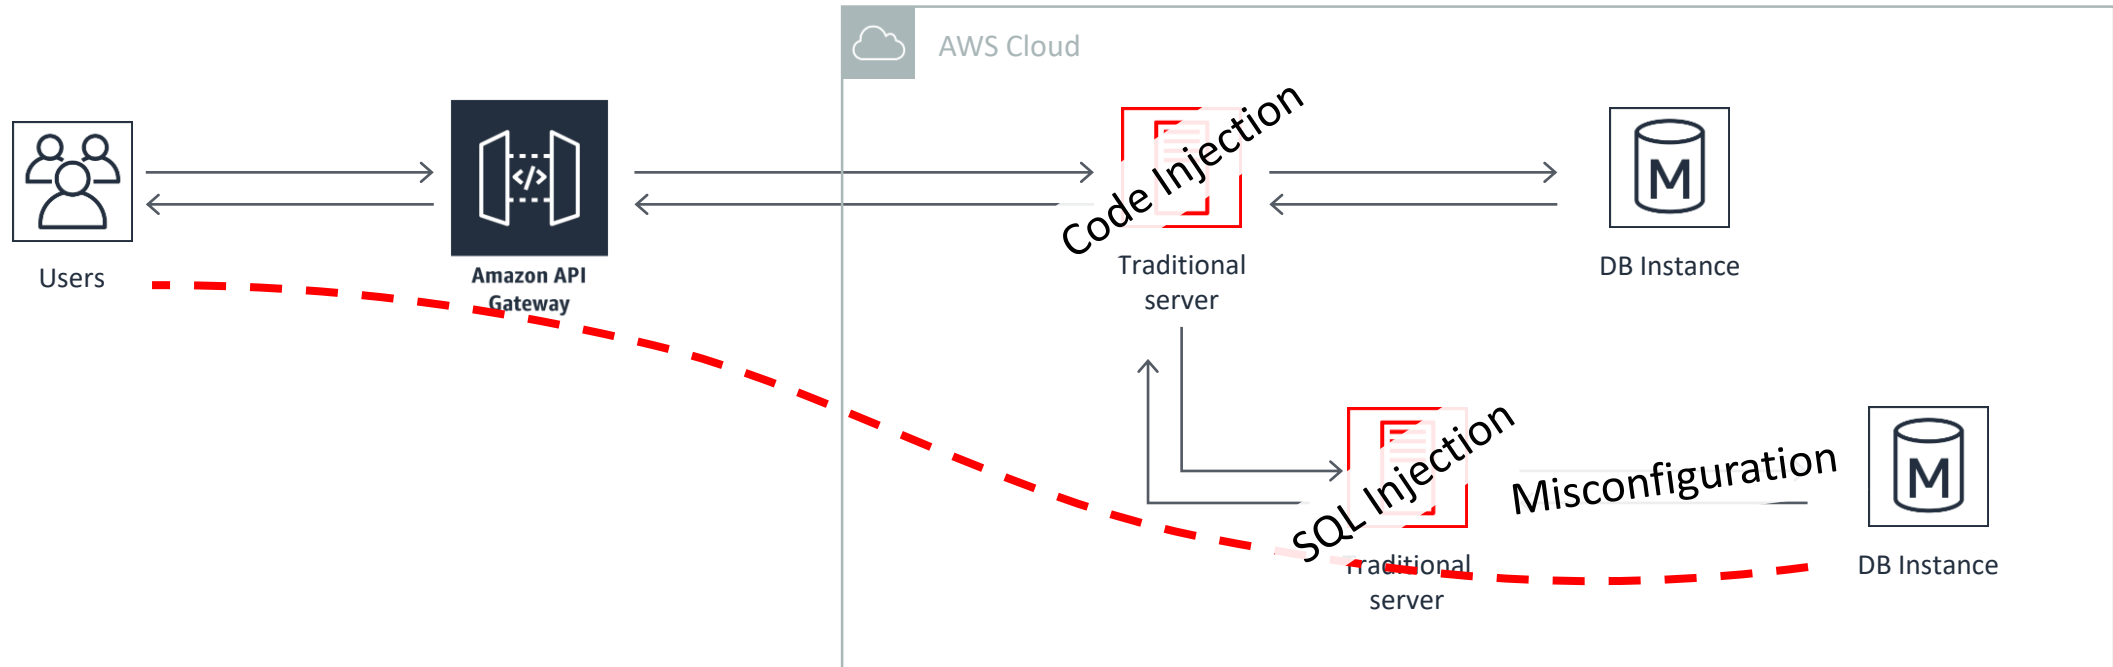 AWS Cloud
Code Injection
</>
M
Users
Amazon API
Gateway
Traditional
server
DB Instance
SQL Injection
Misconfiguration
M
Traditional
server
DB Instance